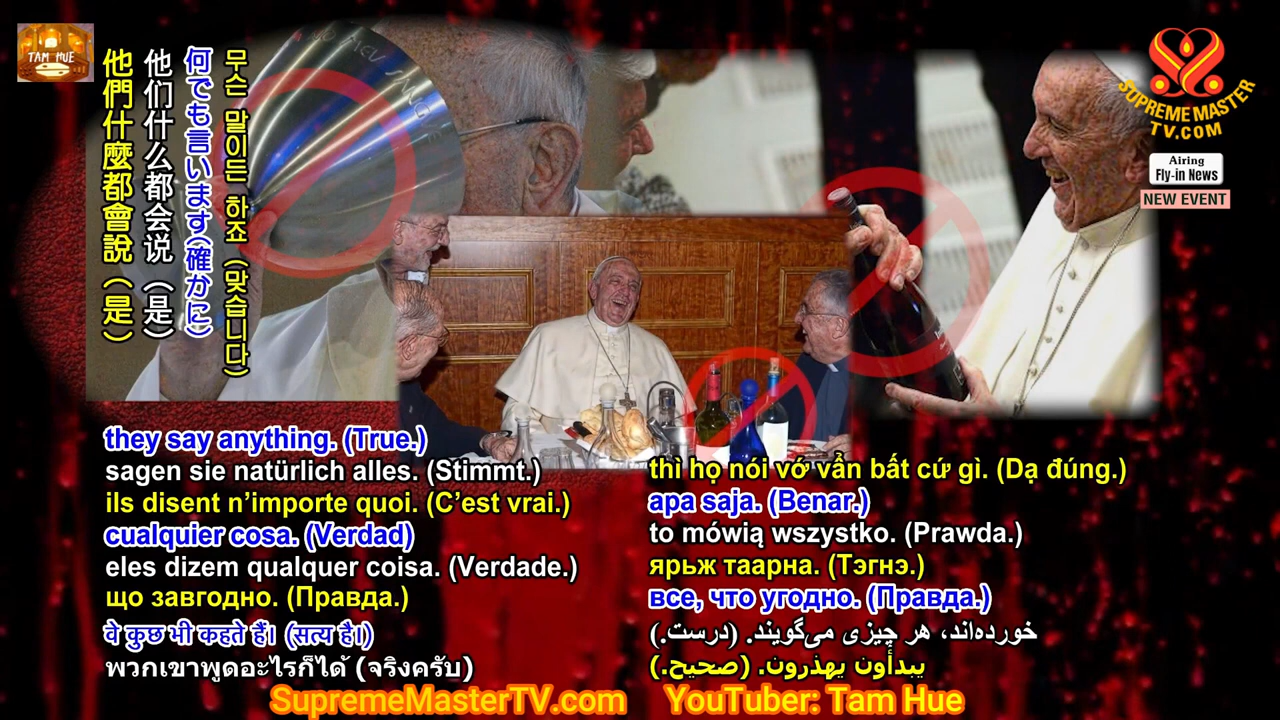 TAM HUE
他們什麼都會說（是）
他们什么都会说（是）
何でも言います(確かに)
무슨 말이든 하죠 (맞습니다)
SUPREME MASTER
TV.COM
Airing
Fly-in News
NEW EVENT
they say anything. (True.)
sagen sie natürlich alles. (Stimmt.)
ils disent n’importe quoi. (C’est vrai.)
cualquier cosa. (Verdad)
eles dizem qualquer coisa. (Verdade.)
що завгодно. (Правда.)
वे कुछ भी कहते हैं। (सत्य है।)
พวกเขาพูดอะไรก็ได้ (จริงครับ)
thì họ nói vớ vẩn bất cứ gì. (Dạ đúng.)
apa saja. (Benar.)
to mówią wszystko. (Prawda.)
ярьж таарна. (Тэгнэ.)
все, что угодно. (Правда.)
خورده‌اند، هر چیزی می‌گویند. (درست.)
يبدأون يهذرون. (صحيح.)
SupremeMasterTV.com
YouTuber: Tam Hue